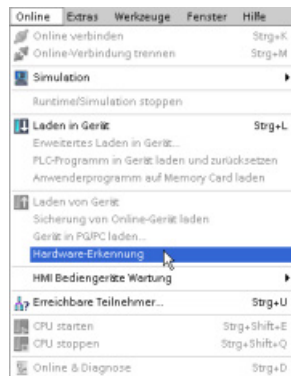 Online Extras Werkzeuge Fenster Hilfe
Online verbinden Strg+K
Online-Verbindung trennen Strg+M
Simulation
Runtime/Simulation stoppen
Laden in Gerät Strg+L
Erweitertes Laden in Gerät...
PLC-Programm in Gerät laden und zurücksetzen
Anwenderprogramm auf Memory Card laden
Laden von Gerät
Sicherung von Online-Gerät laden
Gerät in PG/PC laden...
Hardware-Erkennung
HMI Bediengeräte Wartung
Erreichbare Teilnehmer... Strg+U
CPU starten Strg+Shift+E
CPU stoppen Strg+Shift+Q
Online & Diagnose Strg+D